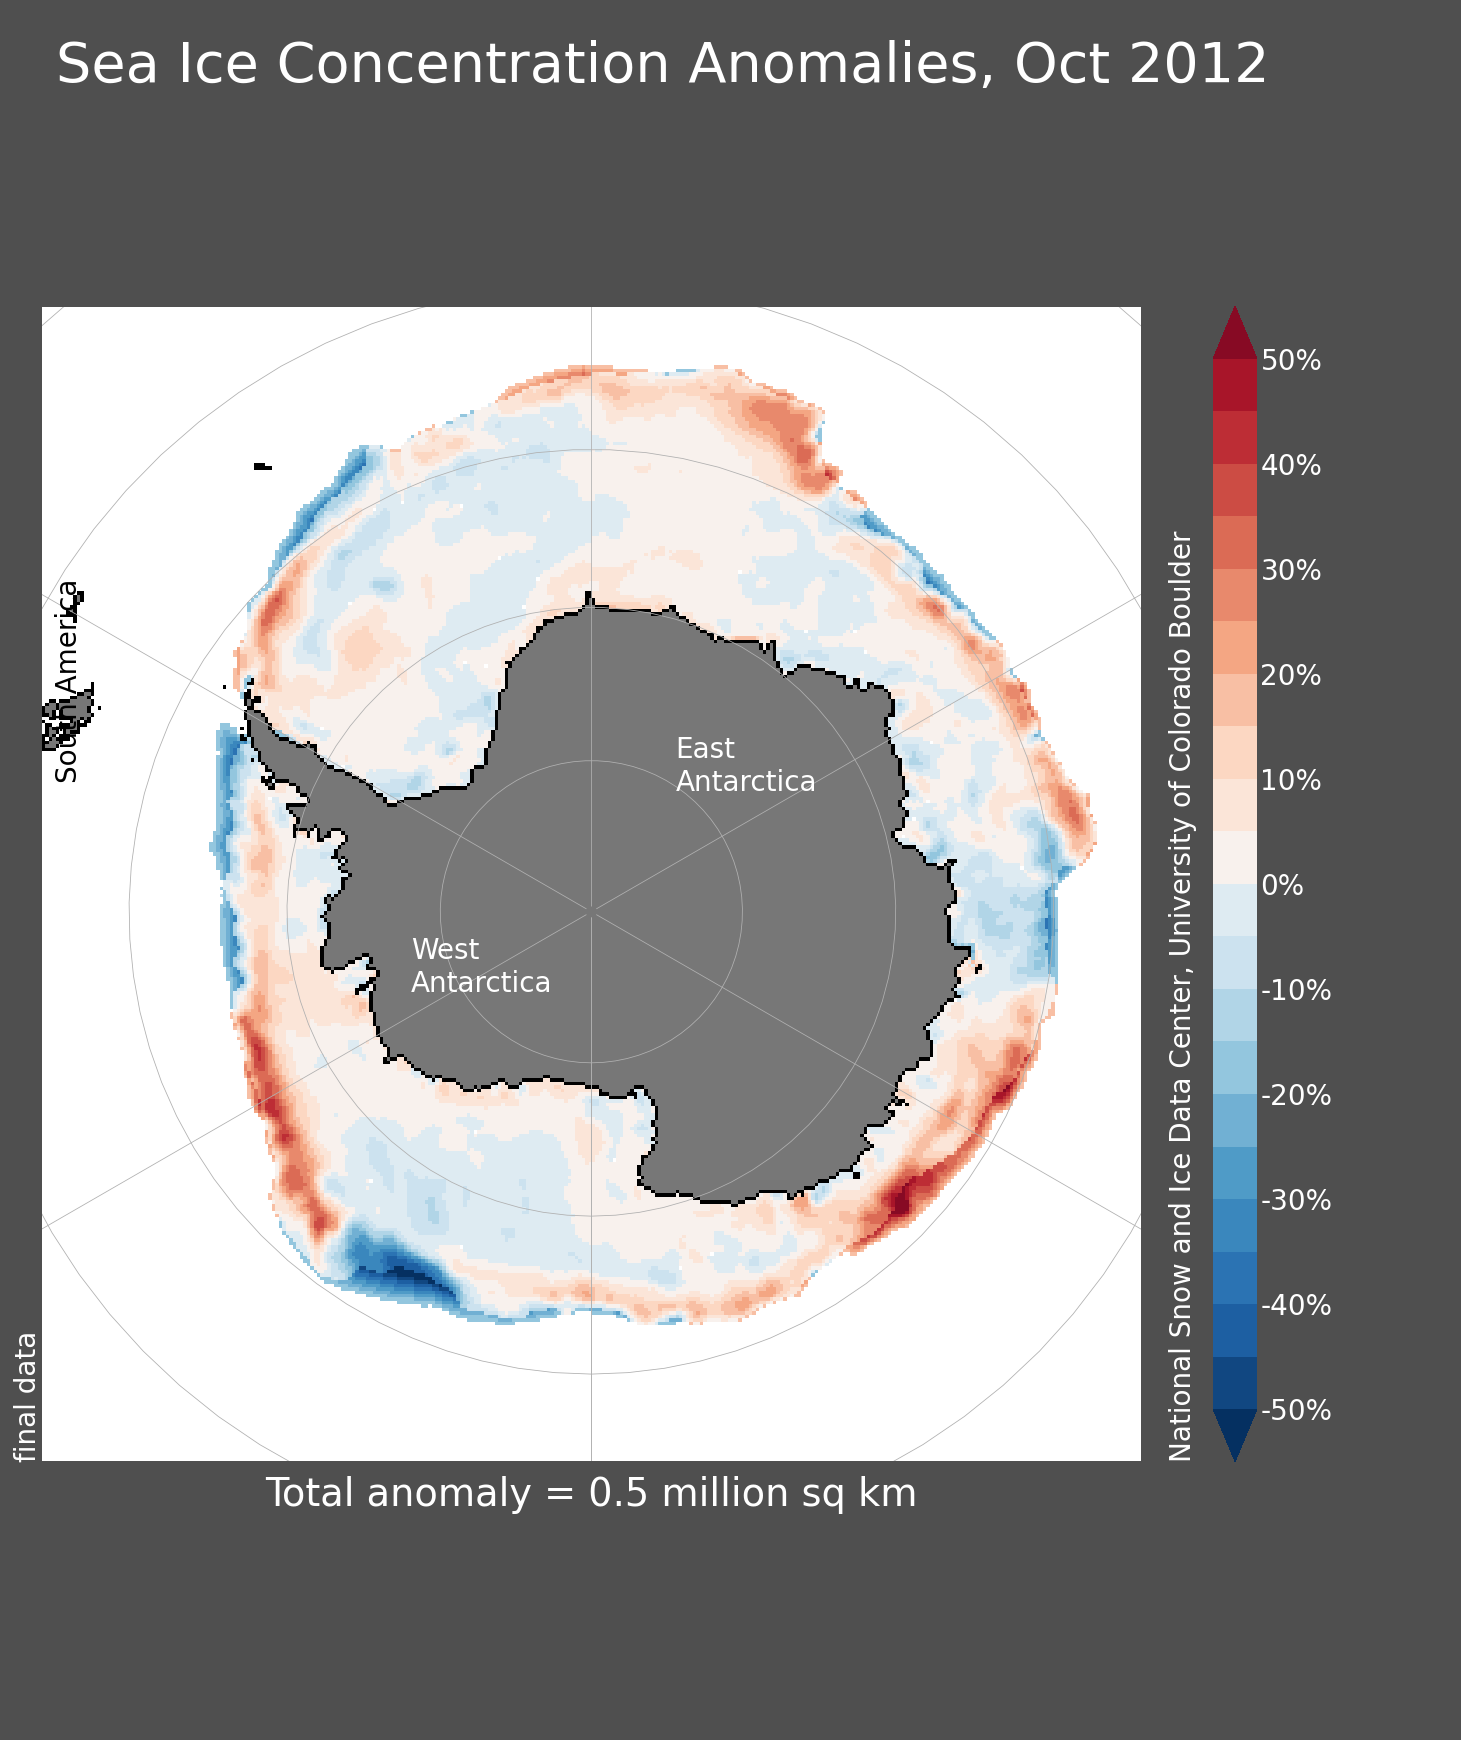 Sea Ice Concentration Anomalies, Oct 2012
South America
East
Antarctica
West
Antarctica
final data
National Snow and Ice Data Center, University of Colorado Boulder
50%
40%
30%
20%
10%
0%
-10%
-20%
-30%
-40%
-50%
Total anomaly = 0.5 million sq km